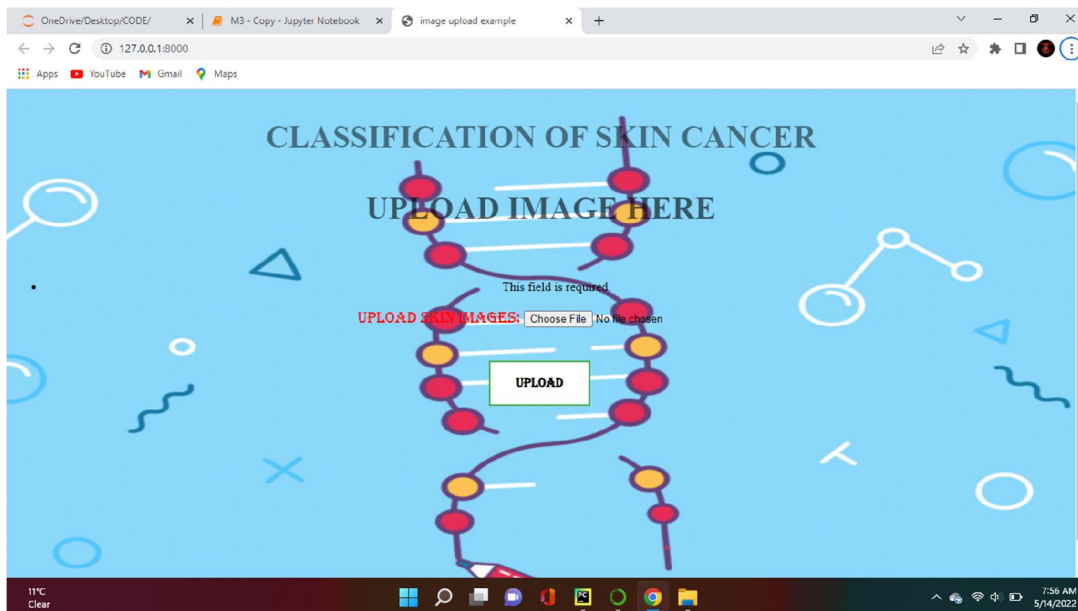 OneDrive/Desktop/CODE/
M3 - Copy - Jupyter Notebook
image upload example
127.0.0.1:8000
Apps
YouTube
Gmail
Maps
CLASSIFICATION OF SKIN CANCER
UPLOAD IMAGE HERE
• This field is required
UPLOAD SKIN IMAGES: Choose File No file chosen
UPLOAD
11°C
Clear
PC
7:56 AM
5/14/2022